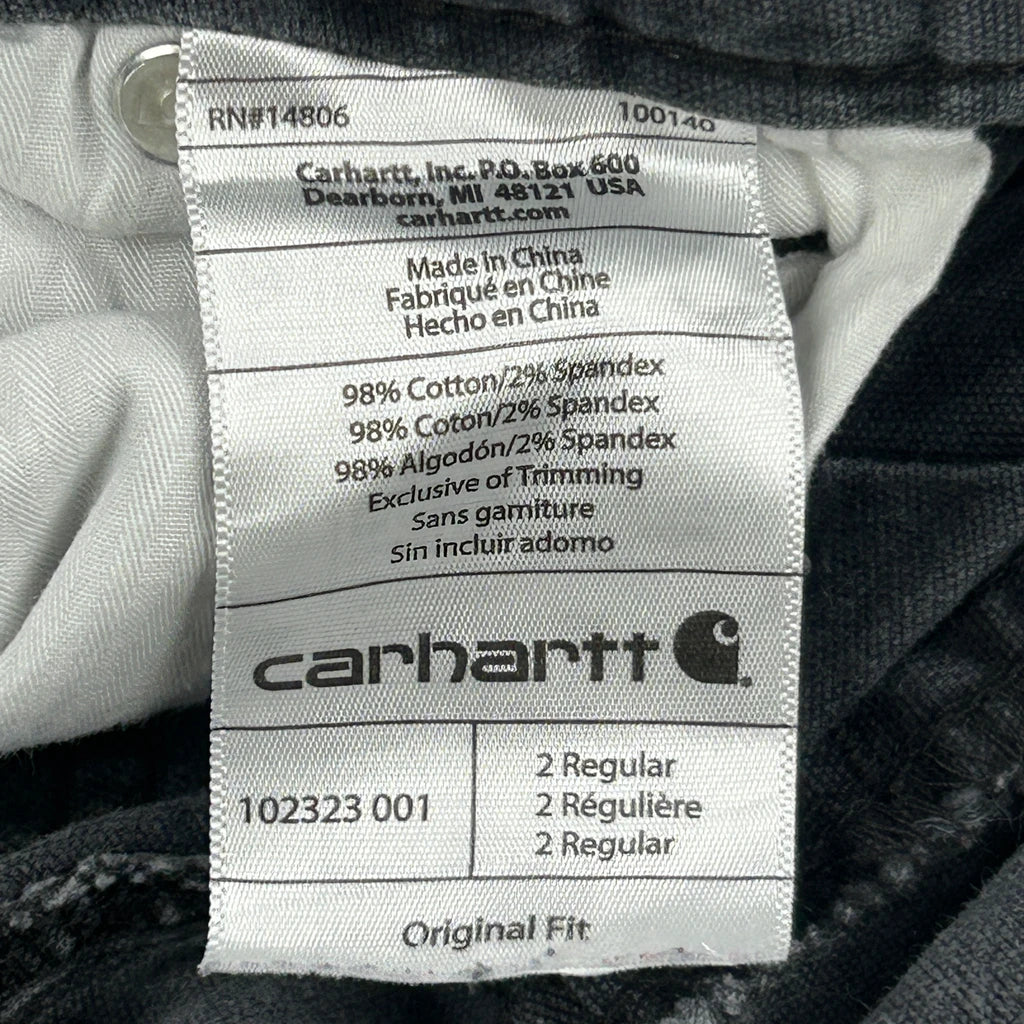 RN#14806 100140
Carhartt, Inc. P.O. Box 600
Dearborn, MI 48121 USA
carhartt.com
Made in China
Fabriqué en Chine
Hecho en China
98% Cotton/2% Spandex
98% Coton/2% Spandex
98% Algodón/2% Spandex
Exclusive of Trimming
Sans garniture
Sin incluir adorno
carhartt
102323 001
2 Regular
2 Régulière
2 Regular
Original Fit